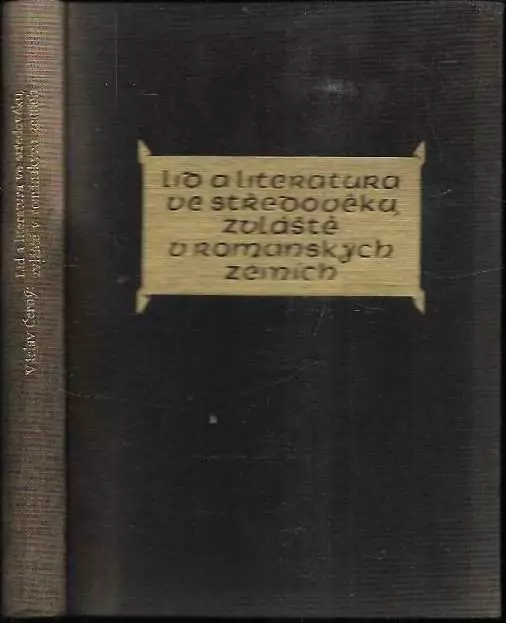 Lid a literatura
ve středověku,
zvláště
v románských
zemích
Václav Černý: Lid a literatura ve středověku,
zvláště v románských zemích